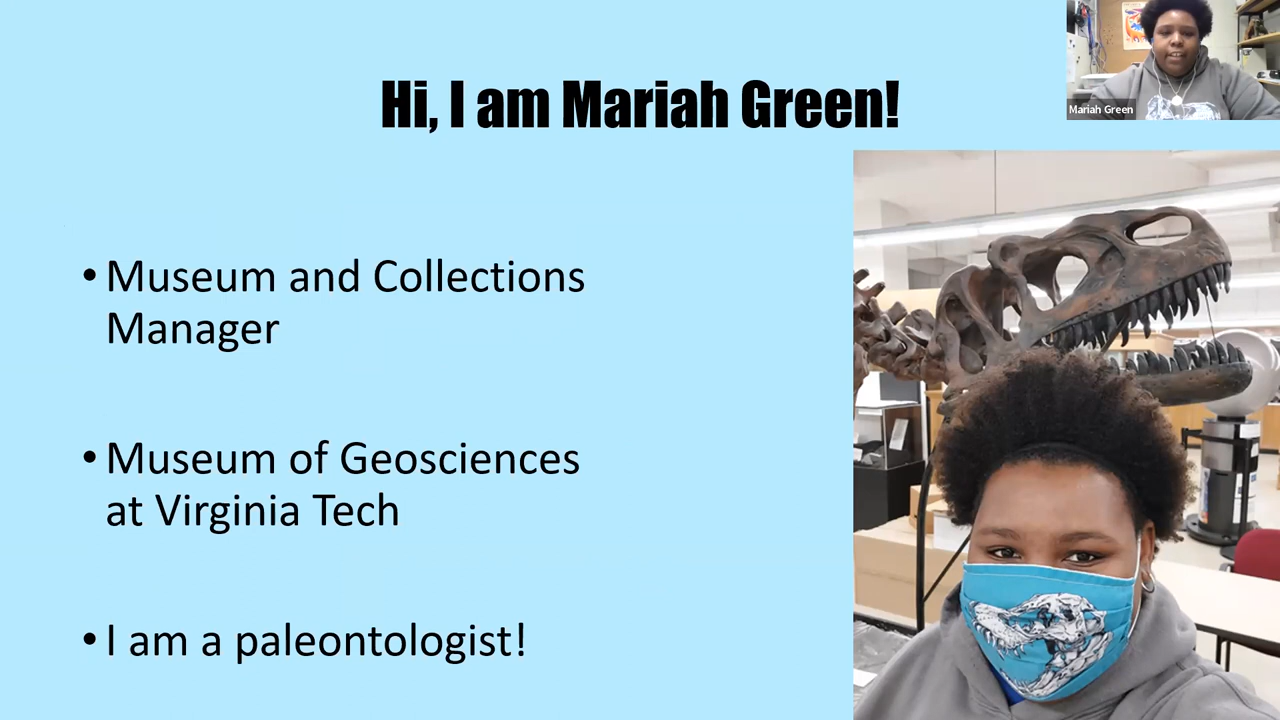 Hi, I am Mariah Green!
Mariah Green
• Museum and Collections
Manager
• Museum of Geosciences
at Virginia Tech
• I am a paleontologist!